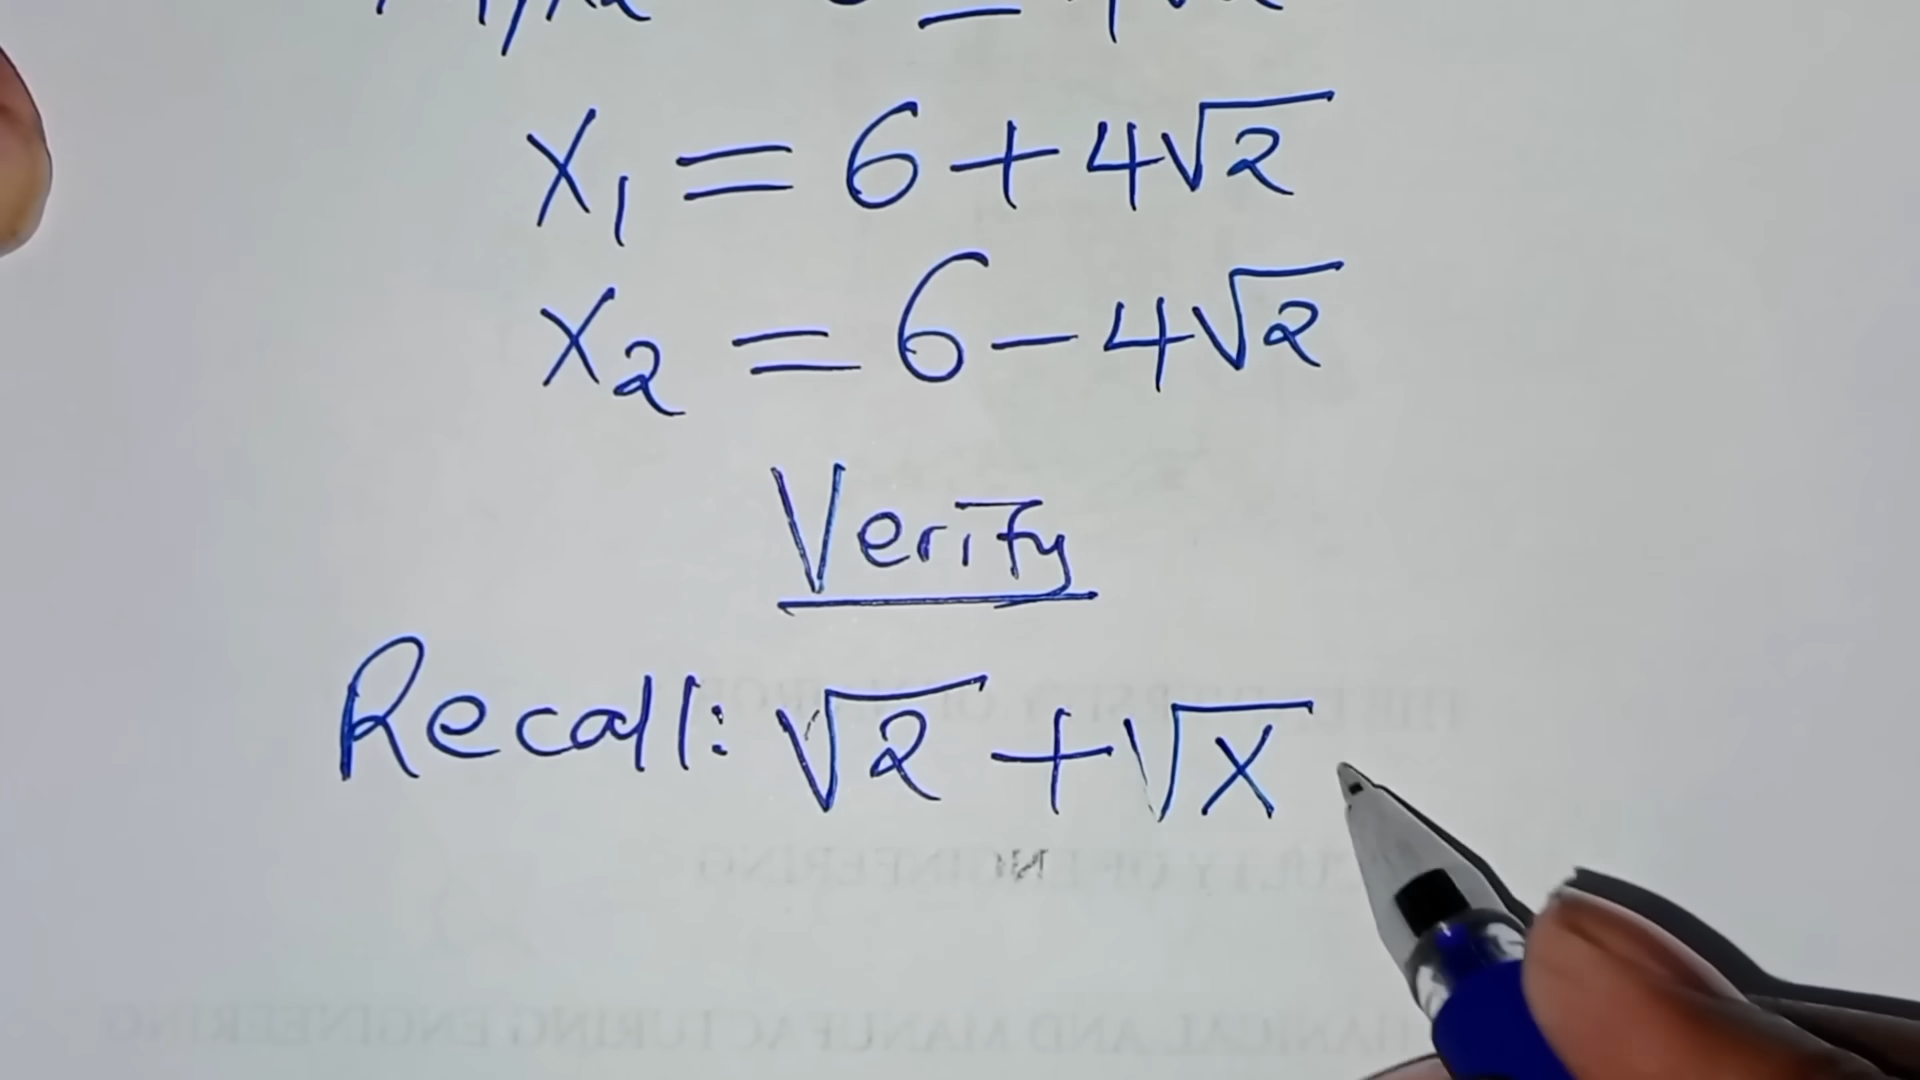 x₁ = 6 + 4√2
x₂ = 6 - 4√2
Verify
Recall: √2 + √x